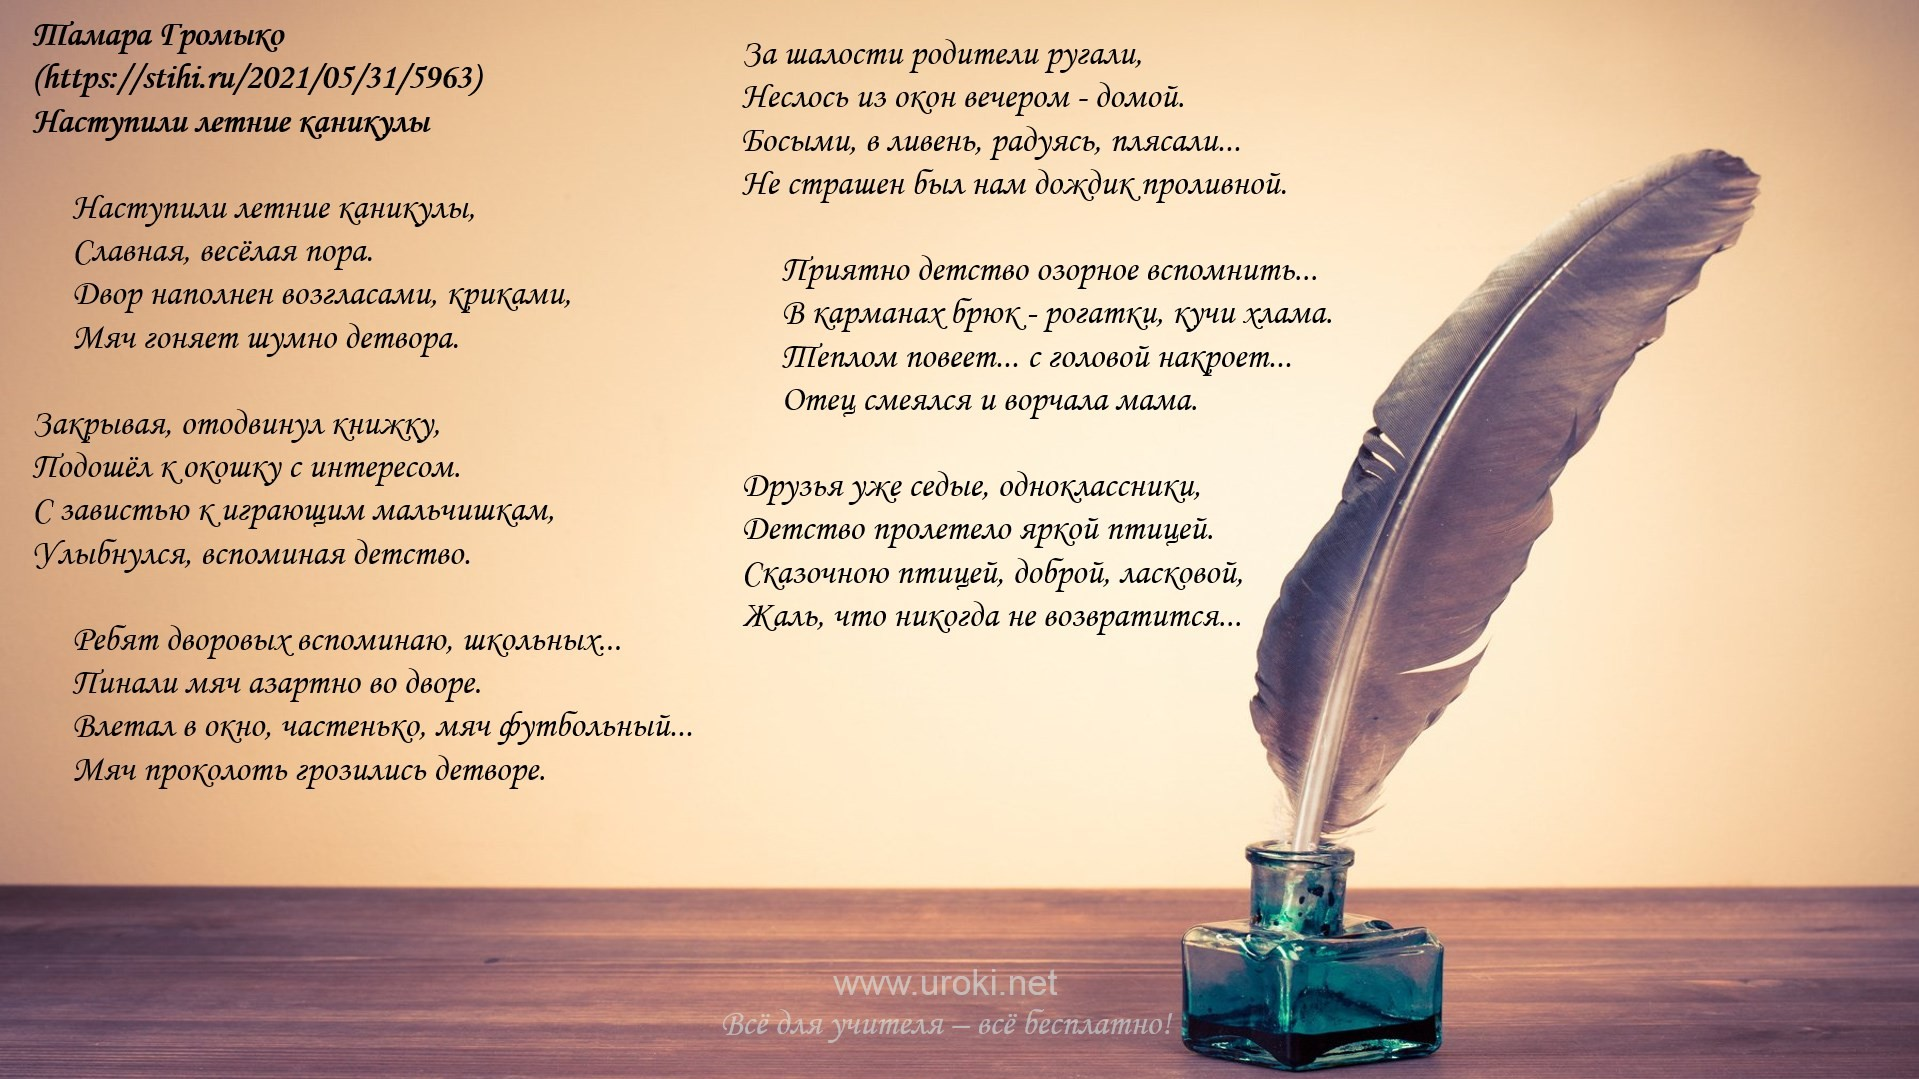 Тамара Громыко
(https://stihi.ru/2021/05/31/5963)
Наступили летние каникулы
Наступили летние каникулы,
Славная, весёлая пора.
Двор наполнен возгласами, криками,
Мяч гоняет шумно детвора.
Закрывая, отодвинул книжку,
Подошёл к окошку с интересом.
С завистью к играющим мальчишкам,
Улыбнулся, вспоминая детство.
Ребят дворовых вспоминаю, школьных...
Пинали мяч азартно во дворе.
Влетал в окно, частенько, мяч футбольный...
Мяч проколоть грозились детворе.
За шалости родители ругали,
Неслось из окон вечером - домой.
Босыми, в ливень, радуясь, плясали...
Не страшен был нам дождик проливной.
Приятно детство озорное вспомнить...
В карманах брюк - рогатки, кучи хлама.
Теплом повеет... с головой накроет...
Отец смеялся и ворчала мама.
Друзья уже седые, одноклассники,
Детство пролетело яркой птицей.
Сказочною птицей, доброй, ласковой,
Жаль, что никогда не возвратится...
www.uroki.net
Всё для учителя – всё бесплатно!